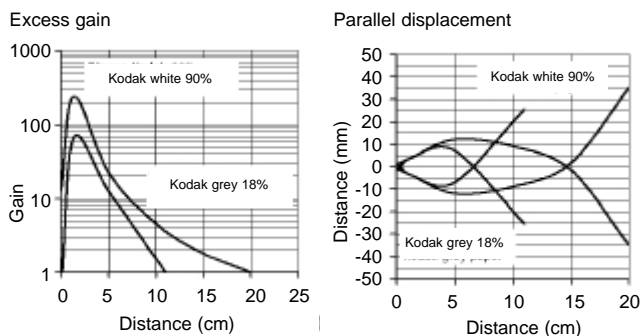 Excess gain
1000
100
10
1
Gain
Kodak white 90%
Kodak grey 18%
0 5 10 15 20 25
Distance (cm)
Parallel displacement
50
40
30
20
10
0
-10
-20
-30
-40
-50
Distance (mm)
Kodak white 90%
Kodak grey 18%
0 5 10 15 20
Distance (cm)